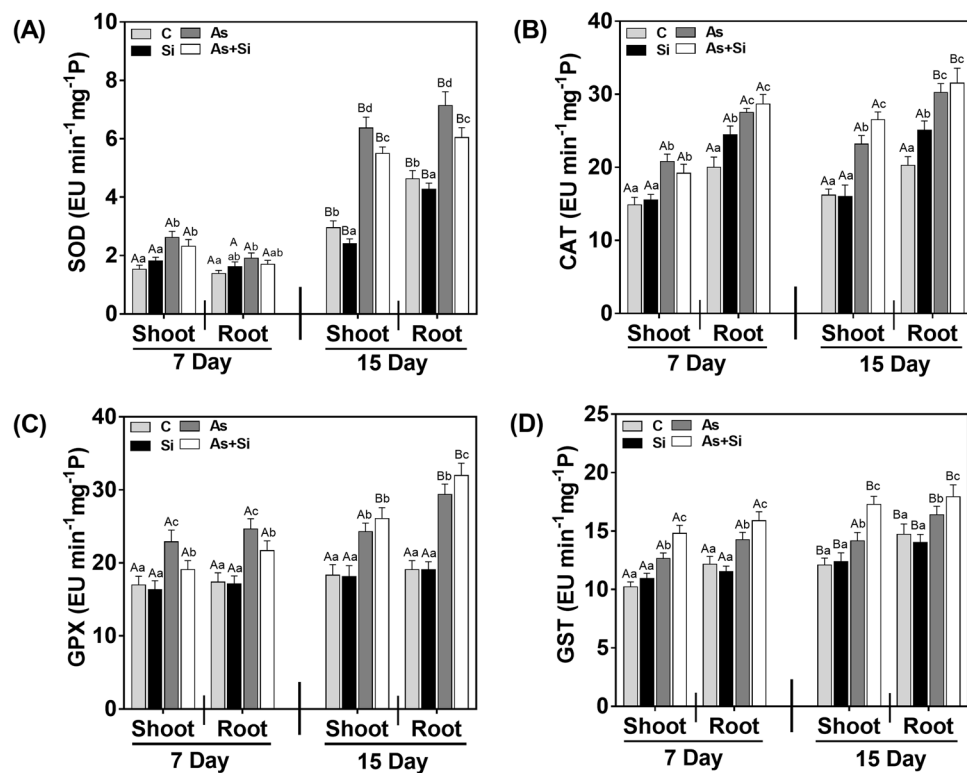 (A)
SOD (EU min⁻¹mg⁻¹P)
10
8
6
4
2
0
C As
Si As+Si
Aa Aa Ab Ab
Aa A ab Ab Aab
Bb Ba Bd Bc
Bb Ba Bd Bc
Shoot Root Shoot Root
7 Day 15 Day
(B)
CAT (EU min⁻¹mg⁻¹P)
40
30
20
10
0
C As
Si As+Si
Aa Aa Ab Ab
Aa Ab Ac Ac
Aa Aa Ab Ac
Aa Ab Bc Bc
Shoot Root Shoot Root
7 Day 15 Day
(C)
GPX (EU min⁻¹mg⁻¹P)
40
30
20
10
0
C As
Si As+Si
Aa Aa Ac Ab
Aa Aa Ac Ab
Aa Aa Ab Bb
Aa Aa Bb Bc
Shoot Root Shoot Root
7 Day 15 Day
(D)
GST (EU min⁻¹mg⁻¹P)
25
20
15
10
5
0
C As
Si As+Si
Aa Aa Ab Ac
Aa Aa Ab Ac
Ba Ba Ab Bc
Ba Ba Bb Bc
Shoot Root Shoot Root
7 Day 15 Day